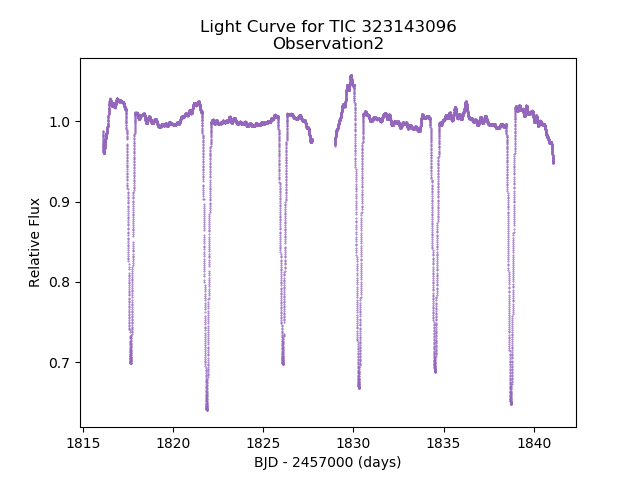 Light Curve for TIC 323143096
Observation2
1.0
0.9
0.8
0.7
Relative Flux
1815 1820 1825 1830 1835 1840
BJD - 2457000 (days)